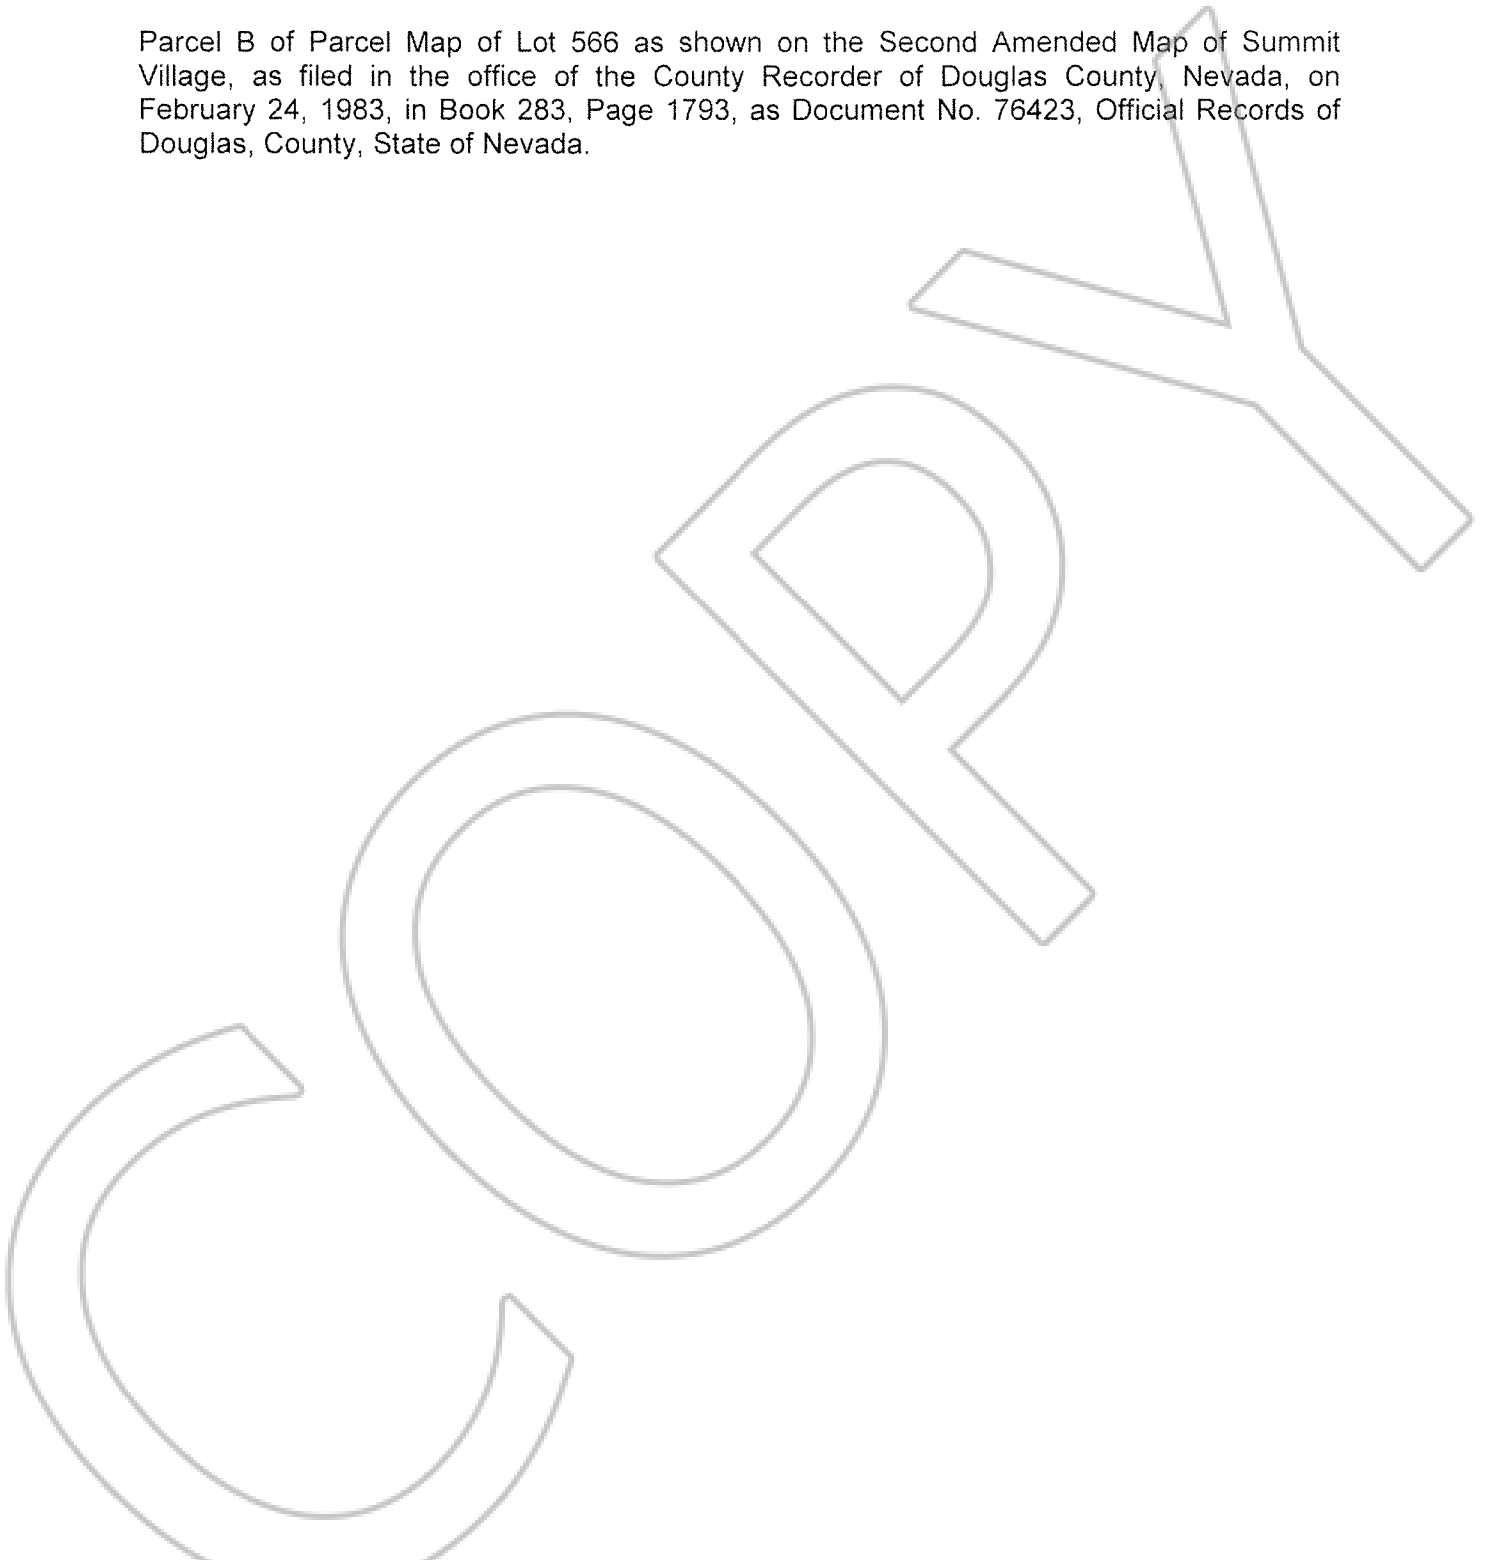 Parcel B of Parcel Map of Lot 566 as shown on the Second Amended Map of Summit
Village, as filed in the office of the County Recorder of Douglas County, Nevada, on
February 24, 1983, in Book 283, Page 1793, as Document No. 76423, Official Records of
Douglas, County, State of Nevada.
COPY